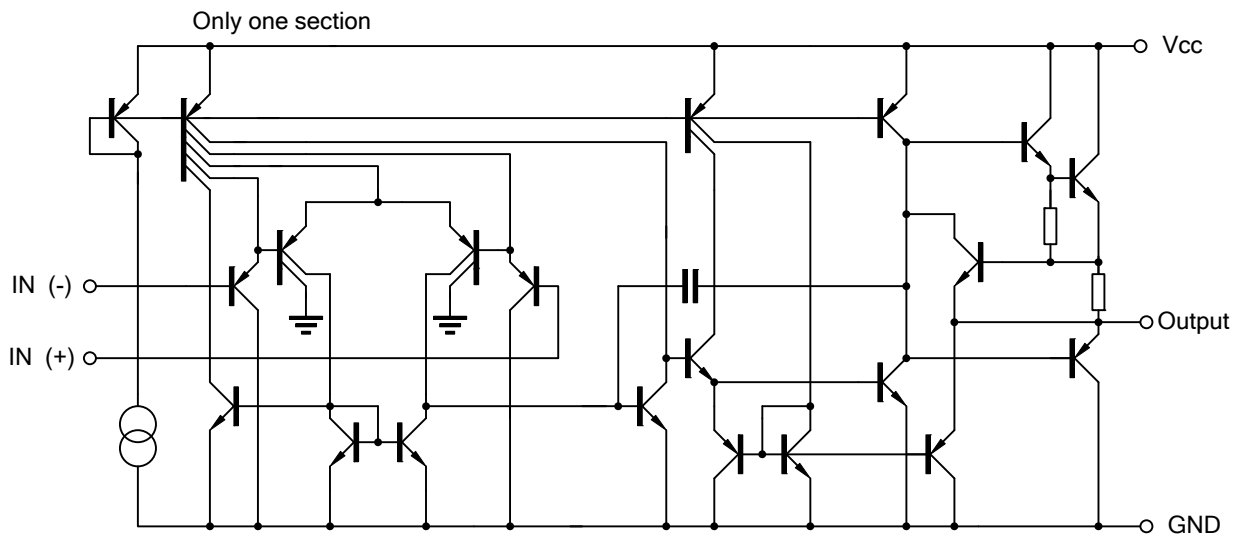 Only one section
Vcc
IN (-)
Output
IN (+)
GND